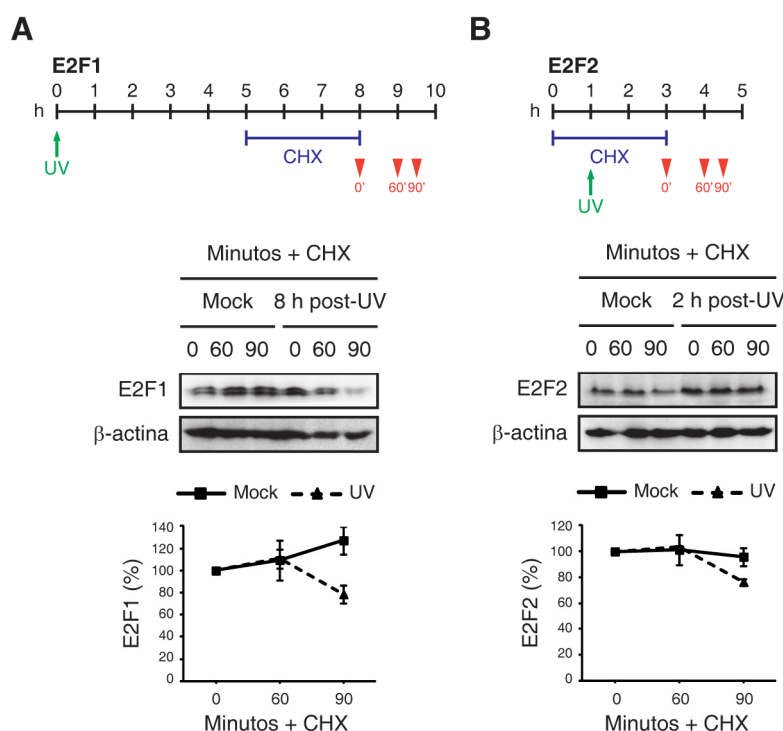 A
E2F1
h 0 1 2 3 4 5 6 7 8 9 10
CHX
UV
0' 60' 90'
Minutos + CHX
Mock 8 h post-UV
0 60 90 0 60 90
E2F1
β-actina
Mock UV
E2F1 (%)
140
120
100
80
60
40
20
0
0 60 90
Minutos + CHX
B
E2F2
h 0 1 2 3 4 5
CHX
UV
0' 60' 90'
Minutos + CHX
Mock 2 h post-UV
0 60 90 0 60 90
E2F2
β-actina
Mock UV
E2F2 (%)
120
100
80
60
40
20
0
0 60 90
Minutos + CHX